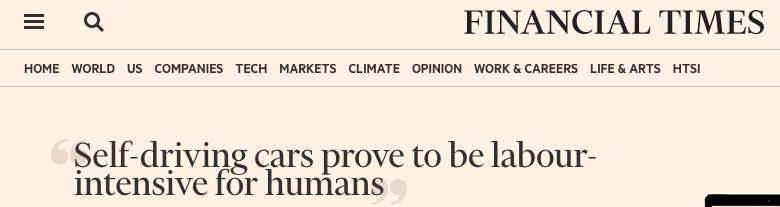 FINANCIAL TIMES
HOME WORLD US COMPANIES TECH MARKETS CLIMATE OPINION WORK & CAREERS LIFE & ARTS HTSI
“Self-driving cars prove to be labour-
intensive for humans”